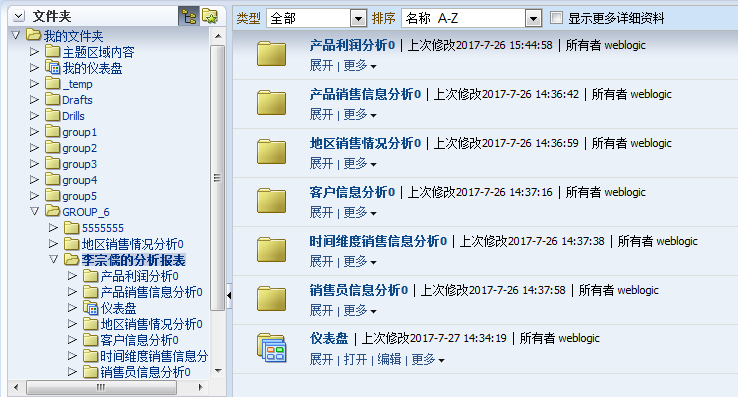 文件夹
我的文件夹
主题区域内容
我的仪表盘
_temp
Drafts
Drills
group1
group2
group3
group4
group5
GROUP_6
5555555
地区销售情况分析0
李宗儒的分析报表
产品利润分析0
产品销售信息分析0
仪表盘
地区销售情况分析0
客户信息分析0
时间维度销售信息分
销售员信息分析0
类型 全部 排序 名称 A-Z 显示更多详细资料
产品利润分析0 | 上次修改2017-7-26 15:44:58 | 所有者 weblogic
展开 | 更多
产品销售信息分析0 | 上次修改2017-7-26 14:36:42 | 所有者 weblogic
展开 | 更多
地区销售情况分析0 | 上次修改2017-7-26 14:36:59 | 所有者 weblogic
展开 | 更多
客户信息分析0 | 上次修改2017-7-26 14:37:16 | 所有者 weblogic
展开 | 更多
时间维度销售信息分析0 | 上次修改2017-7-26 14:37:38 | 所有者 weblogic
展开 | 更多
销售员信息分析0 | 上次修改2017-7-26 14:37:58 | 所有者 weblogic
展开 | 更多
仪表盘 | 上次修改2017-7-27 14:34:19 | 所有者 weblogic
展开 | 打开 | 编辑 | 更多